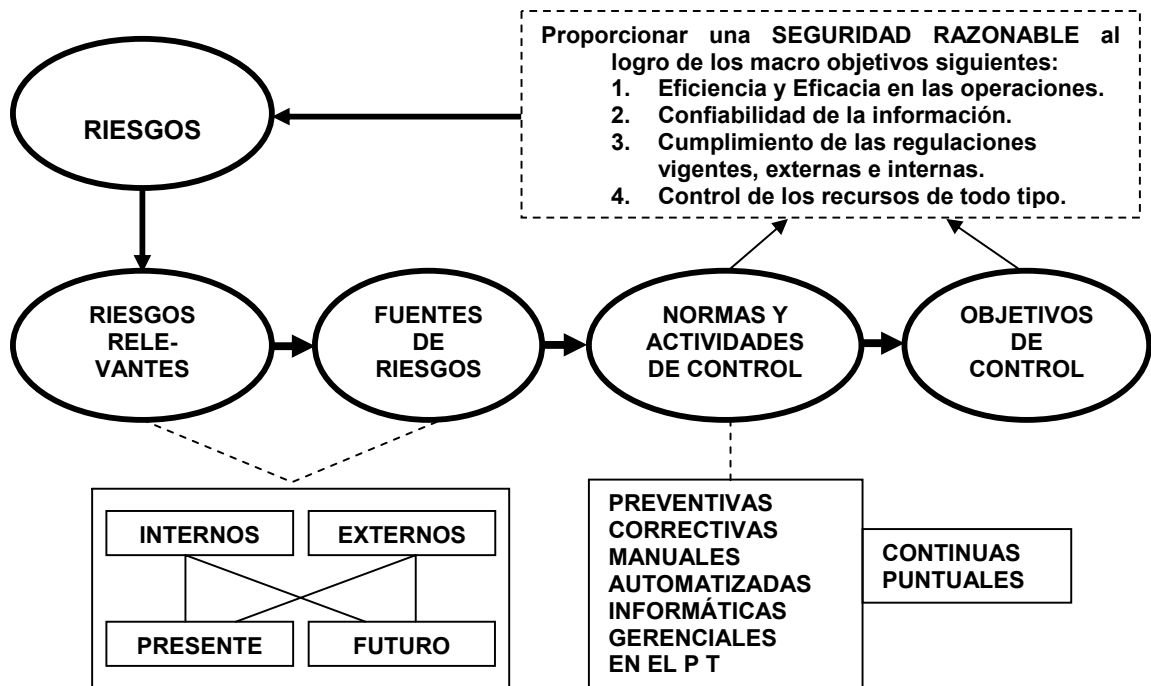 Proporcionar una SEGURIDAD RAZONABLE al
logro de los macro objetivos siguientes:
1. Eficiencia y Eficacia en las operaciones.
2. Confiabilidad de la información.
3. Cumplimiento de las regulaciones
vigentes, externas e internas.
4. Control de los recursos de todo tipo.
RIESGOS
RIESGOS
RELE-
VANTES
FUENTES
DE
RIESGOS
NORMAS Y
ACTIVIDADES
DE CONTROL
OBJETIVOS
DE
CONTROL
INTERNOS
EXTERNOS
PRESENTE
FUTURO
PREVENTIVAS
CORRECTIVAS
MANUALES
AUTOMATIZADAS
INFORMÁTICAS
GERENCIALES
EN EL P T
CONTINUAS
PUNTUALES